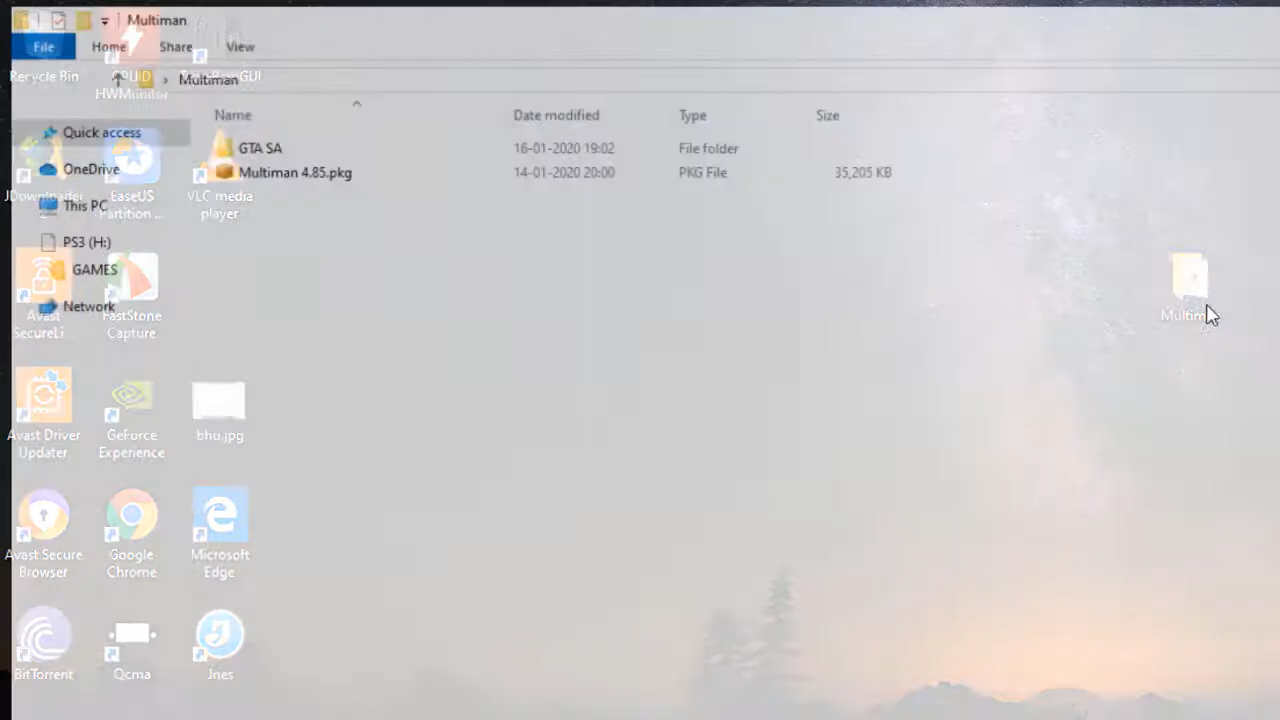 Multiman
File Home Share View
Recycle Bin CPUID GUI
HWMonitor
Multiman
Name Date modified Type Size
Quick access
GTA SA 16-01-2020 19:02 File folder
OneDrive
Multiman 4.85.pkg 14-01-2020 20:00 PKG File 35,205 KB
JDownloader
2
EaseUS
Partition ...
VLC media
player
This PC
PS3 (H:)
GAMES
Network
Avast
SecureLi...
FastStone
Capture
Avast Driver
Updater
GeForce
Experience
bhu.jpg
Avast Secure
Browser
Google
Chrome
Microsoft
Edge
BitTorrent
Qcma
Jnes